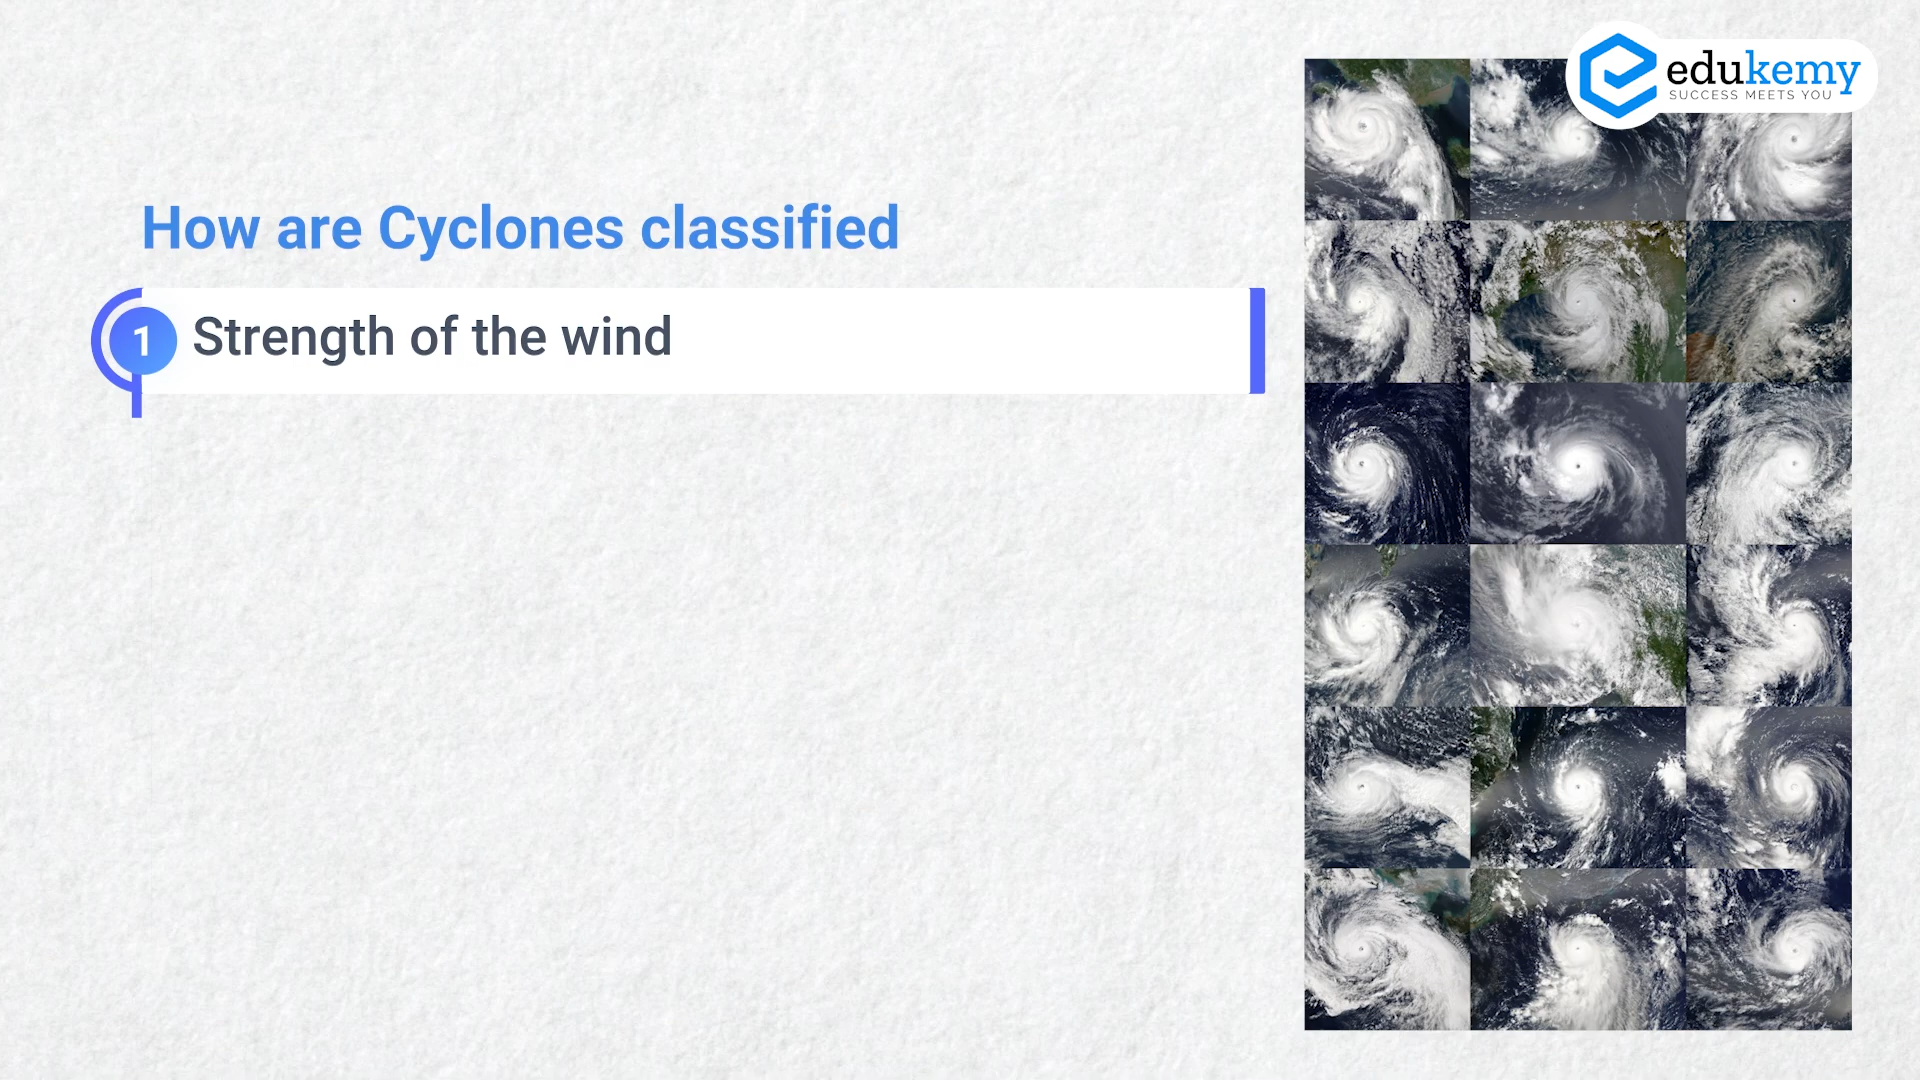 edukemy
SUCCESS MEETS YOU
How are Cyclones classified
1 Strength of the wind